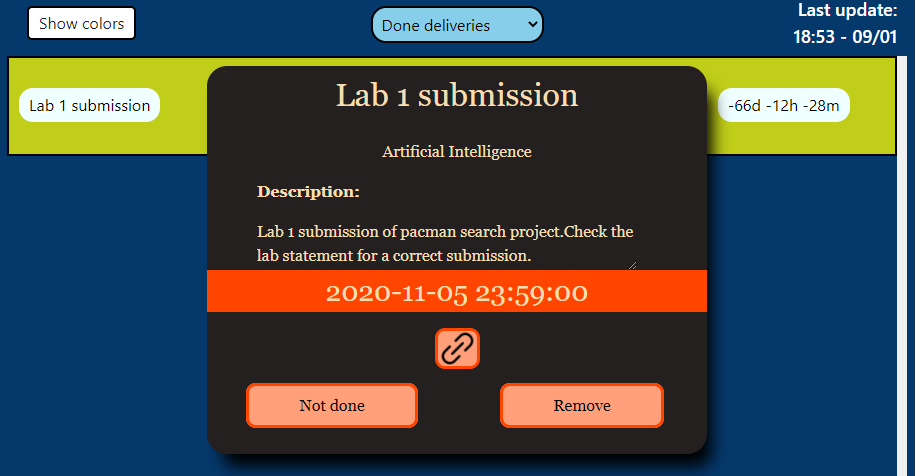 Show colors
Done deliveries
Last update:
18:53 - 09/01
Lab 1 submission
-66d -12h -28m
Lab 1 submission
Artificial Intelligence
Description:
Lab 1 submission of pacman search project.Check the
lab statement for a correct submission.
2020-11-05 23:59:00
Not done
Remove